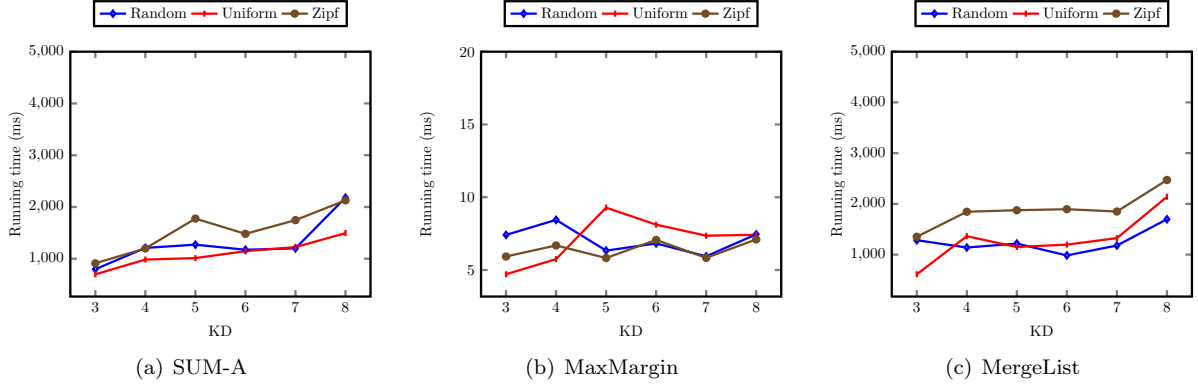 Random Uniform Zipf
5,000
4,000
3,000
2,000
1,000
Running time (ms)
3 4 5 6 7 8
KD
(a) SUM-A
Random Uniform Zipf
20
15
10
5
Running time (ms)
3 4 5 6 7 8
KD
(b) MaxMargin
Random Uniform Zipf
5,000
4,000
3,000
2,000
1,000
Running time (ms)
3 4 5 6 7 8
KD
(c) MergeList